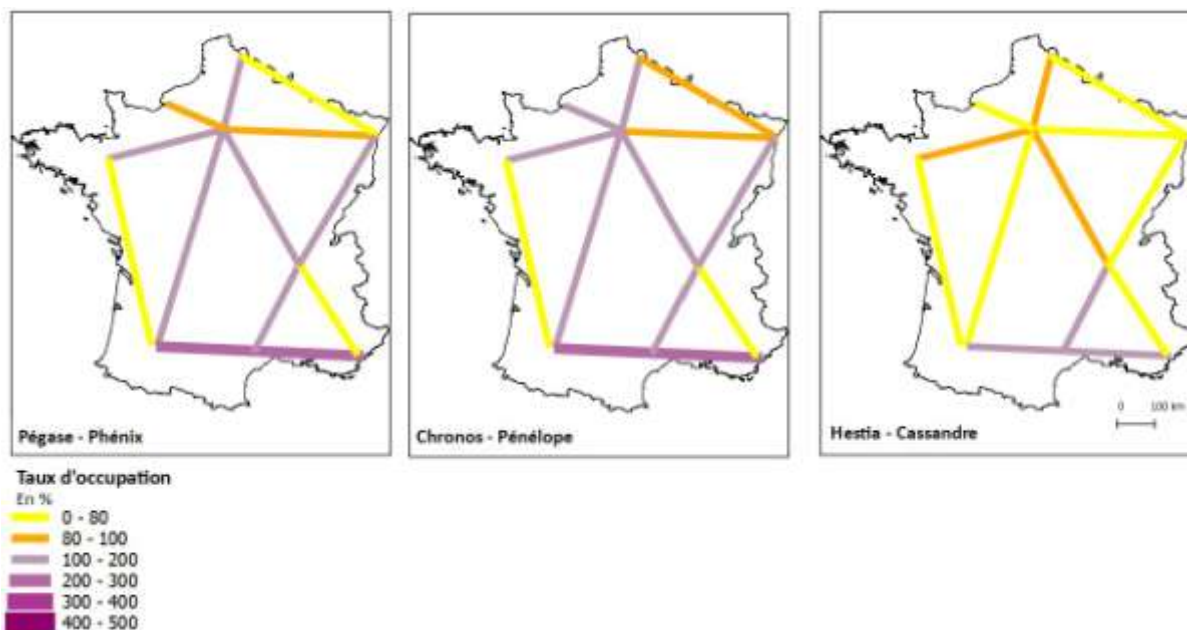 Pégase - Phénix
Chronos - Pénélope
0 100 km
Hestia - Cassandre
Taux d'occupation
En %
0 - 80
80 - 100
100 - 200
200 - 300
300 - 400
400 - 500